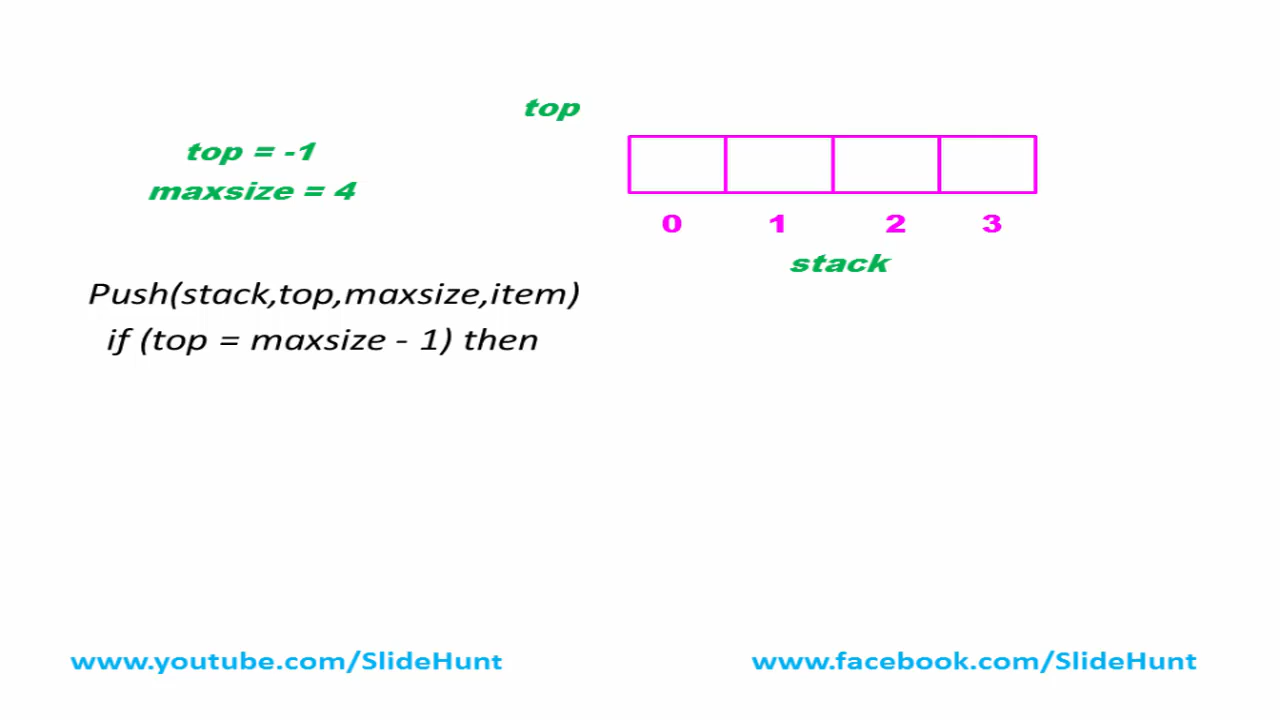 top
top = -1
maxsize = 4
0 1 2 3
stack
Push(stack,top,maxsize,item)
if (top = maxsize - 1) then
www.youtube.com/SlideHunt
www.facebook.com/SlideHunt